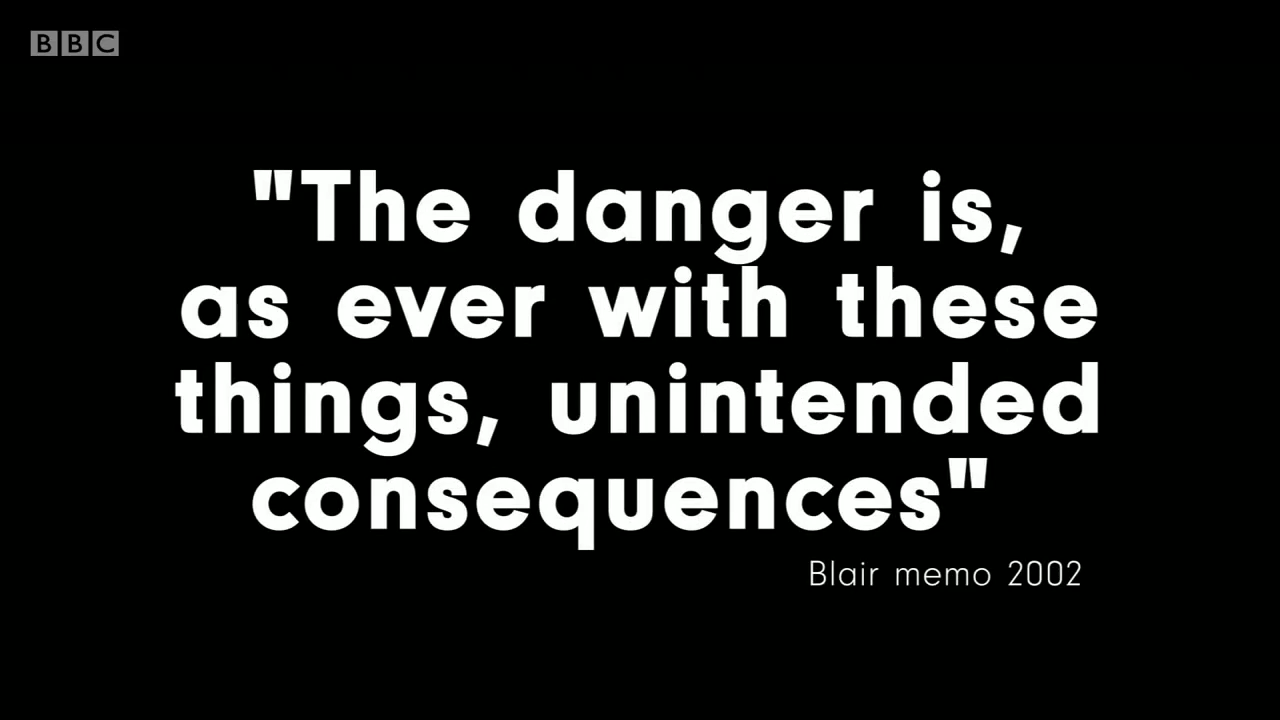 BBC
"The danger is,
as ever with these
things, unintended
consequences"
Blair memo 2002